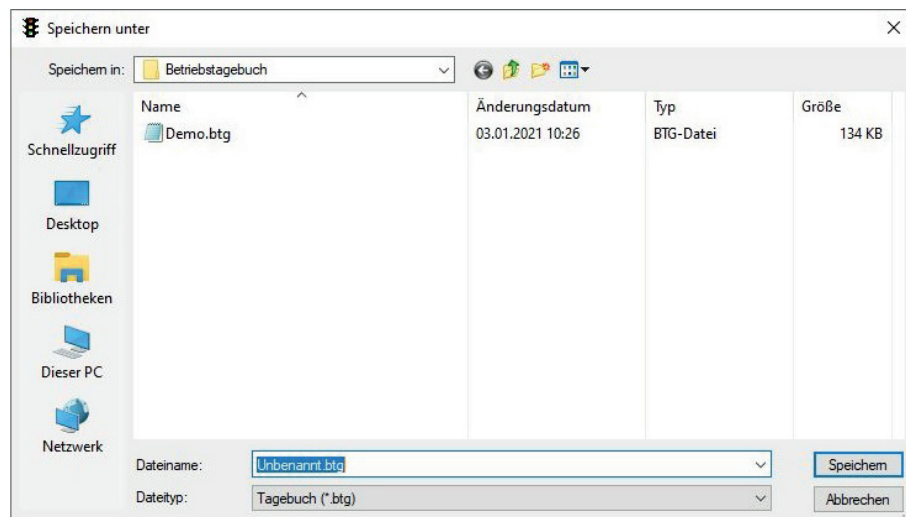 Speichern unter
Speichern in: Betriebstagebuch
Name Änderungsdatum Typ Größe
Demo.btg 03.01.2021 10:26 BTG-Datei 134 KB
Schnellzugriff
Desktop
Bibliotheken
Dieser PC
Netzwerk
Dateiname: Unbenannt.btg Speichern
Dateityp: Tagebuch (*.btg) Abbrechen